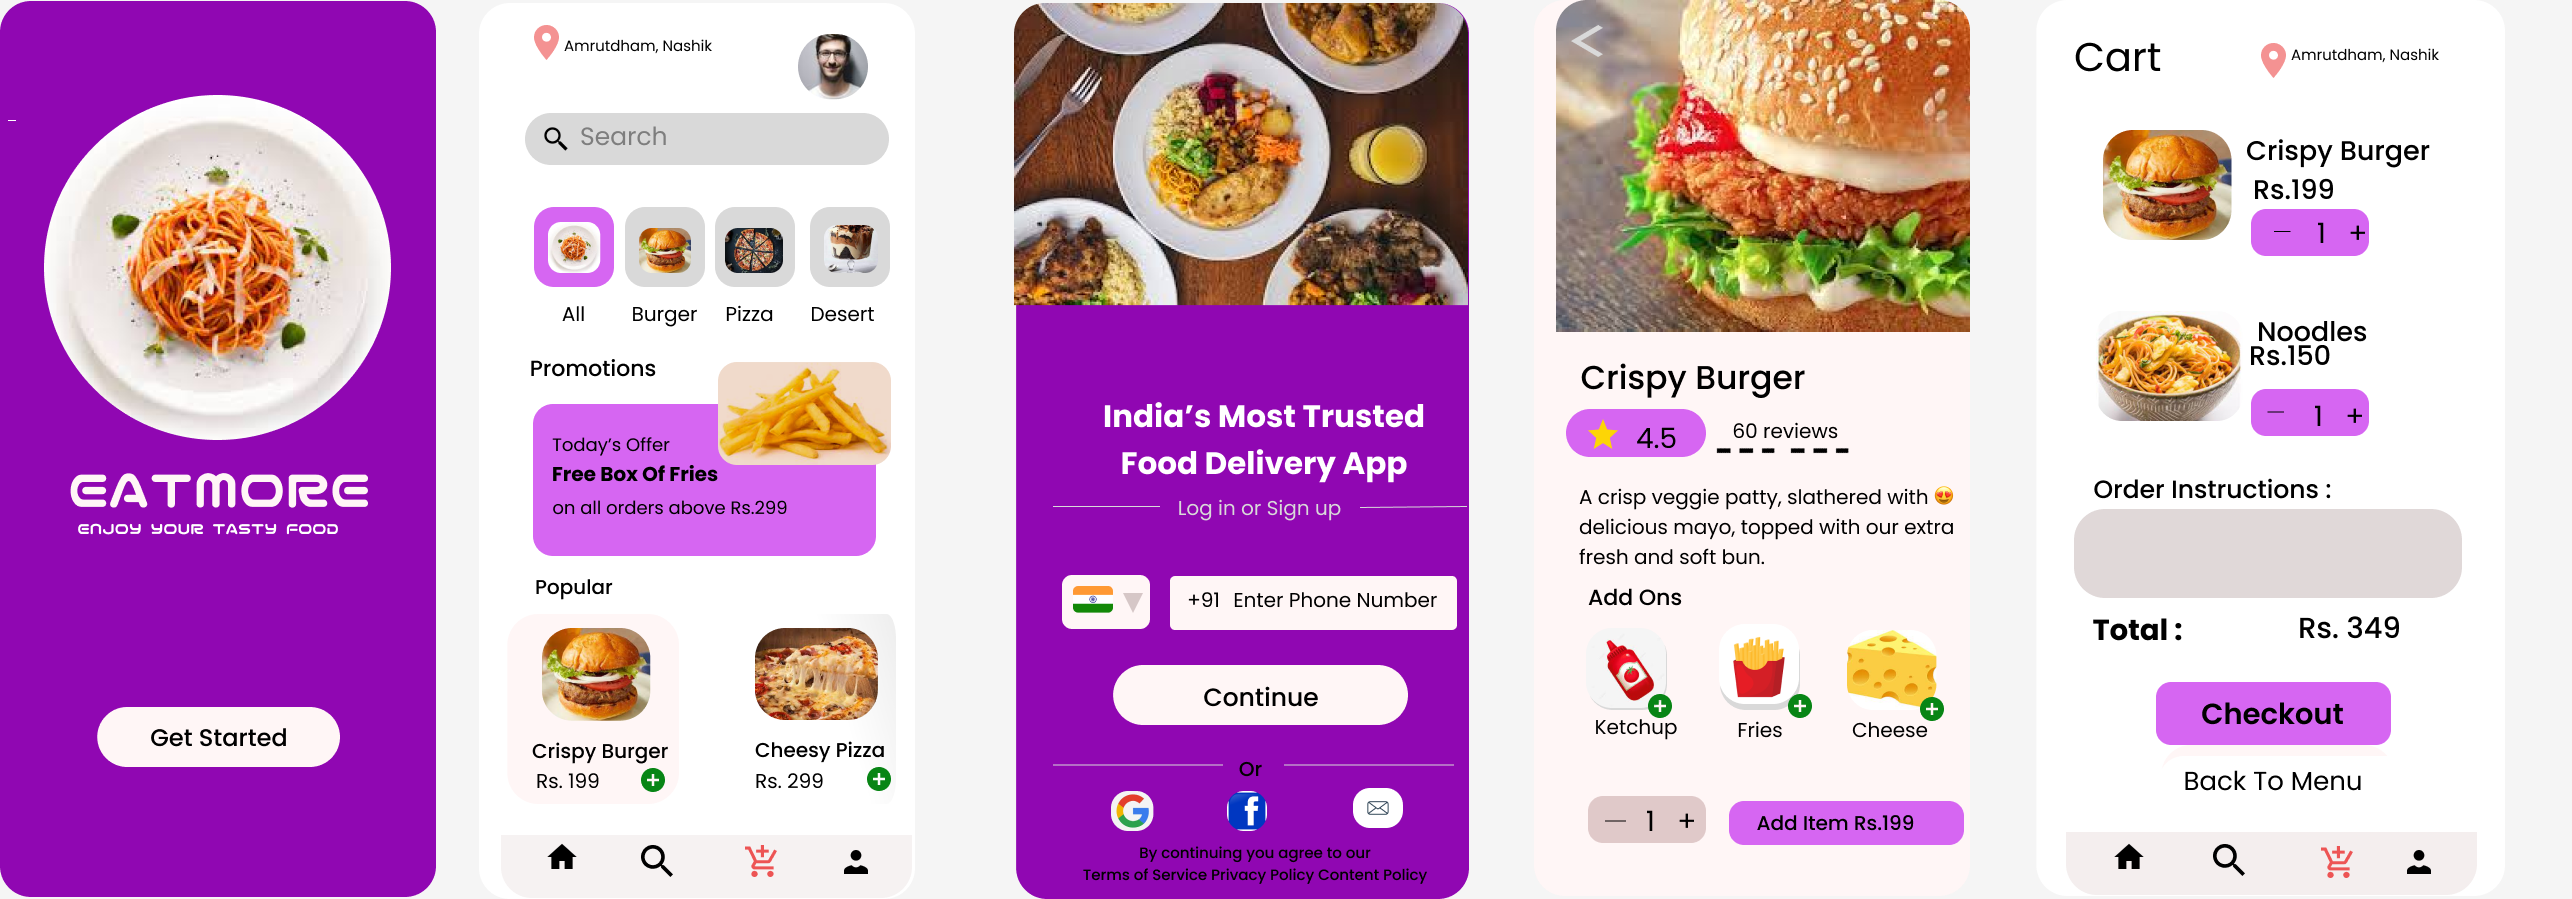 EATMORE
ENJOY YOUR TASTY FOOD
Get Started
Amrutdham, Nashik
Search
All Burger Pizza Desert
Promotions
Today's Offer
Free Box Of Fries
on all orders above Rs.299
Popular
Crispy Burger
Rs. 199
Cheesy Pizza
Rs. 299
India's Most Trusted
Food Delivery App
Log in or Sign up
+91 Enter Phone Number
Continue
Or
By continuing you agree to our
Terms of Service Privacy Policy Content Policy
<
Crispy Burger
4.5
60 reviews
A crisp veggie patty, slathered with 😍
delicious mayo, topped with our extra
fresh and soft bun.
Add Ons
Ketchup Fries Cheese
— 1 +
Add Item Rs.199
Cart
Amrutdham, Nashik
Crispy Burger
Rs.199
— 1 +
Noodles
Rs.150
— 1 +
Order Instructions :
Total : Rs. 349
Checkout
Back To Menu